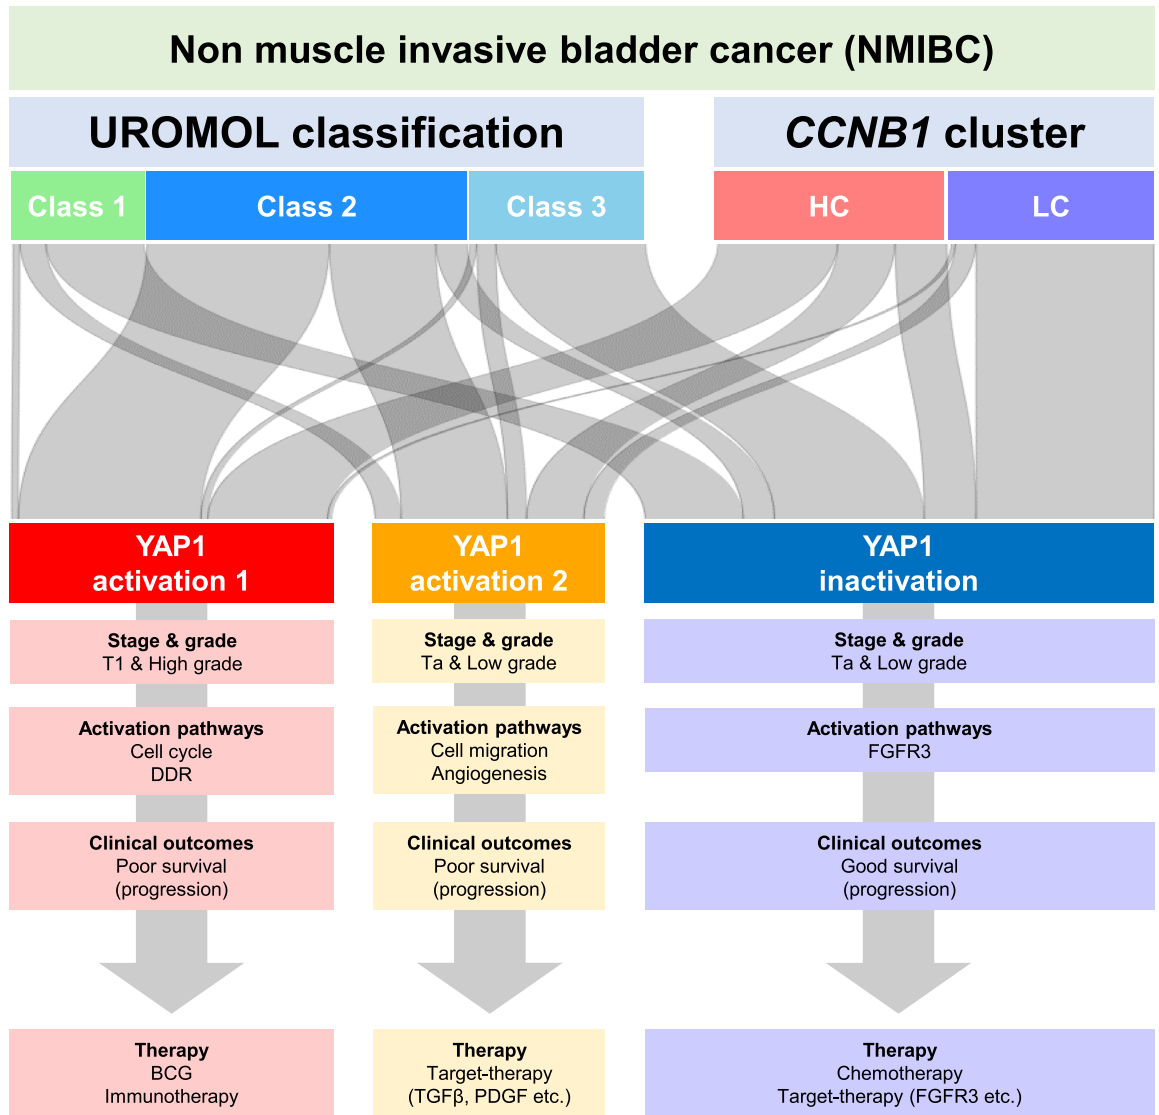 Non muscle invasive bladder cancer (NMIBC)
UROMOL classification
CCNB1 cluster
Class 1
Class 2
Class 3
HC
LC
YAP1
activation 1
YAP1
activation 2
YAP1
inactivation
Stage & grade
T1 & High grade
Stage & grade
Ta & Low grade
Stage & grade
Ta & Low grade
Activation pathways
Cell cycle
DDR
Activation pathways
Cell migration
Angiogenesis
Activation pathways
FGFR3
Clinical outcomes
Poor survival
(progression)
Clinical outcomes
Poor survival
(progression)
Clinical outcomes
Good survival
(progression)
Therapy
BCG
Immunotherapy
Therapy
Target-therapy
(TGFβ, PDGF etc.)
Therapy
Chemotherapy
Target-therapy (FGFR3 etc.)